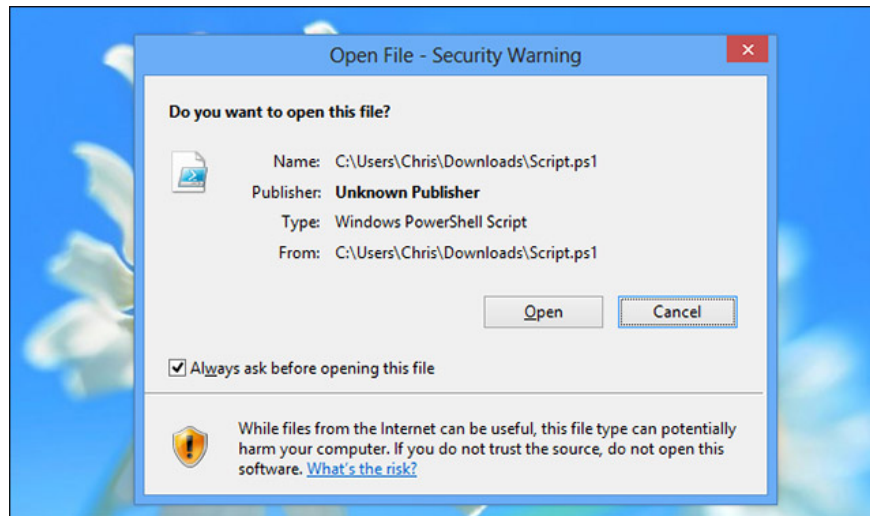 Open File - Security Warning
Do you want to open this file?
Name: C:\Users\Chris\Downloads\Script.ps1
Publisher: Unknown Publisher
Type: Windows PowerShell Script
From: C:\Users\Chris\Downloads\Script.ps1
Open Cancel
Always ask before opening this file
While files from the Internet can be useful, this file type can potentially
harm your computer. If you do not trust the source, do not open this
software. What's the risk?